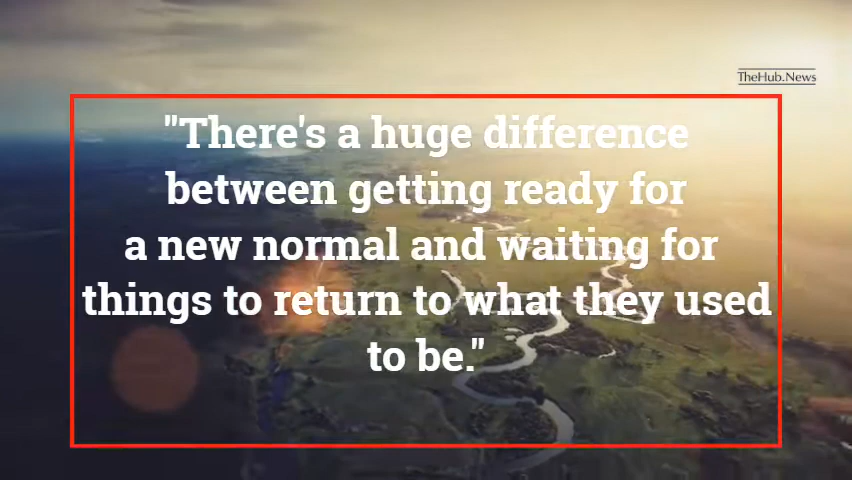 TheHub.News
"There's a huge difference
between getting ready for
a new normal and waiting for
things to return to what they used
to be."